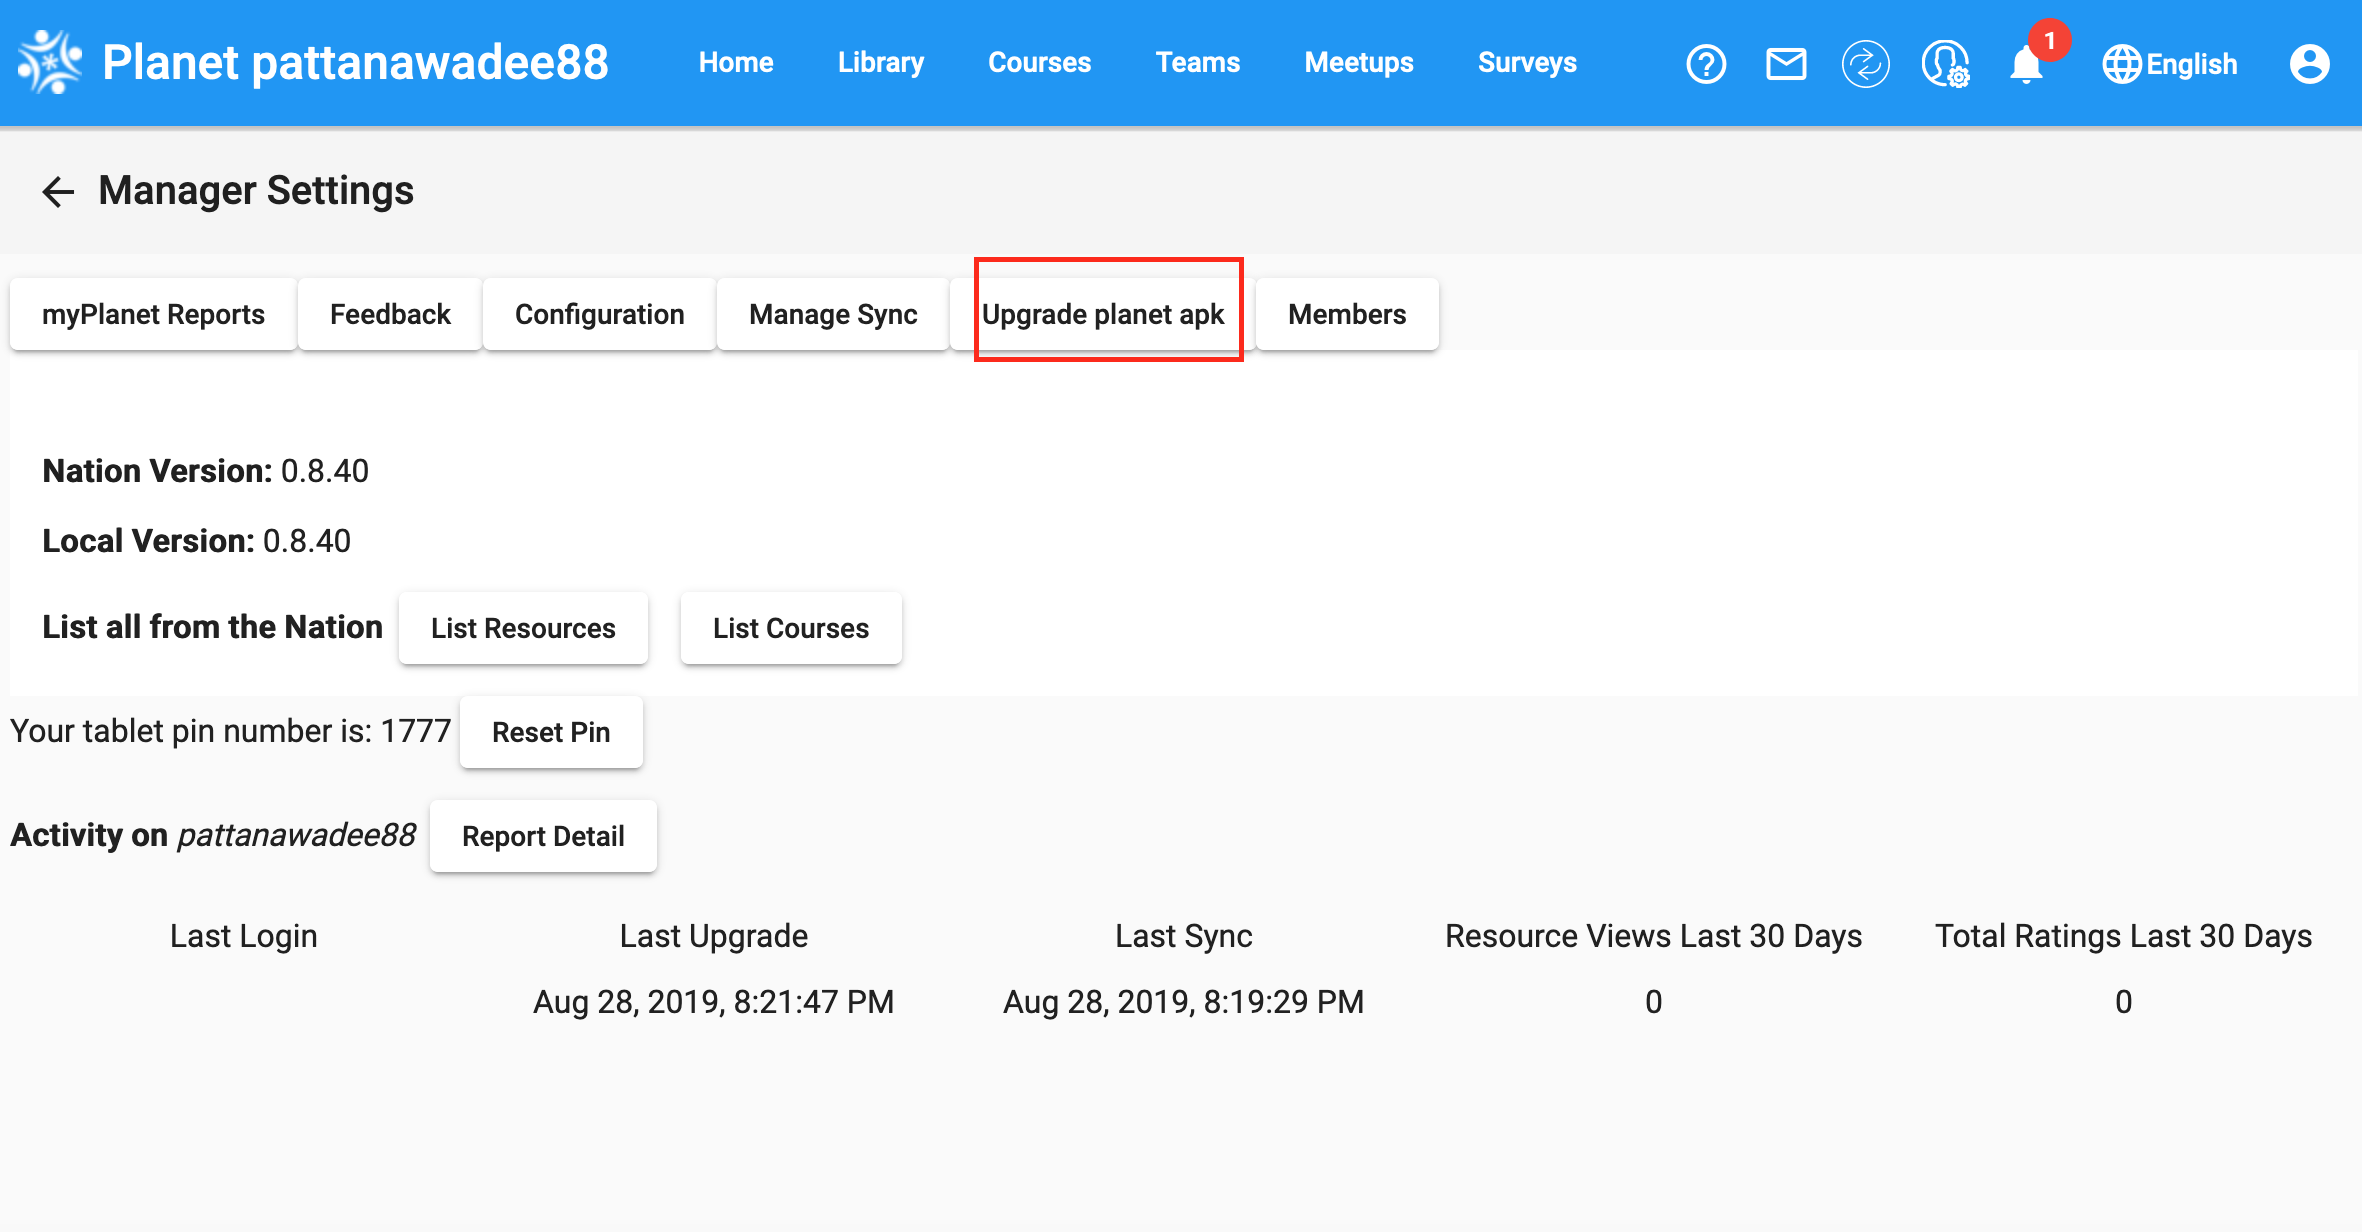 Planet pattanawadee88 Home Library Courses Teams Meetups Surveys ? 1 English
Manager Settings
myPlanet Reports Feedback Configuration Manage Sync Upgrade planet apk Members
Nation Version: 0.8.40
Local Version: 0.8.40
List all from the Nation List Resources List Courses
Your tablet pin number is: 1777 Reset Pin
Activity on pattanawadee88 Report Detail
Last Login Last Upgrade Last Sync Resource Views Last 30 Days Total Ratings Last 30 Days
Aug 28, 2019, 8:21:47 PM Aug 28, 2019, 8:19:29 PM 0 0